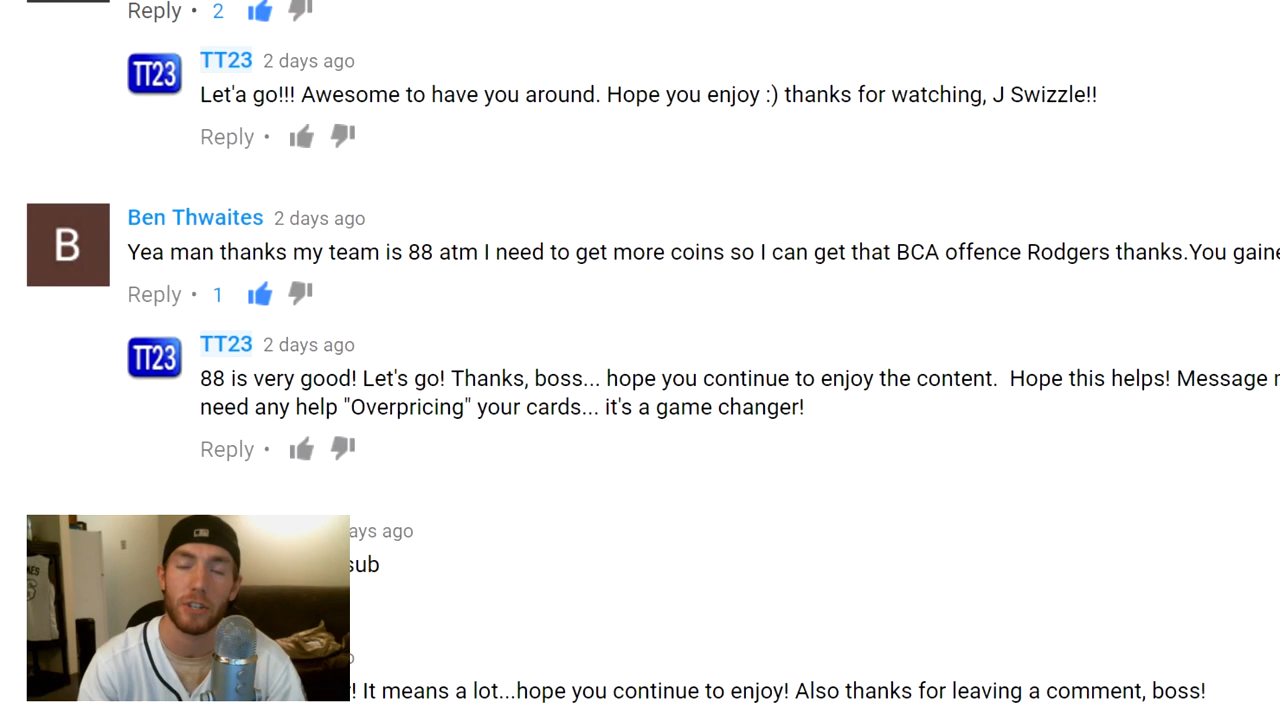 Reply • 2
TT23 TT23 2 days ago
Let'a go!!! Awesome to have you around. Hope you enjoy :) thanks for watching, J Swizzle!!
Reply •
B Ben Thwaites 2 days ago
Yea man thanks my team is 88 atm I need to get more coins so I can get that BCA offence Rodgers thanks.You gaine
Reply • 1
TT23 TT23 2 days ago
88 is very good! Let's go! Thanks, boss... hope you continue to enjoy the content. Hope this helps! Message
need any help "Overpricing" your cards... it's a game changer!
Reply •
ays ago
sub
! It means a lot...hope you continue to enjoy! Also thanks for leaving a comment, boss!